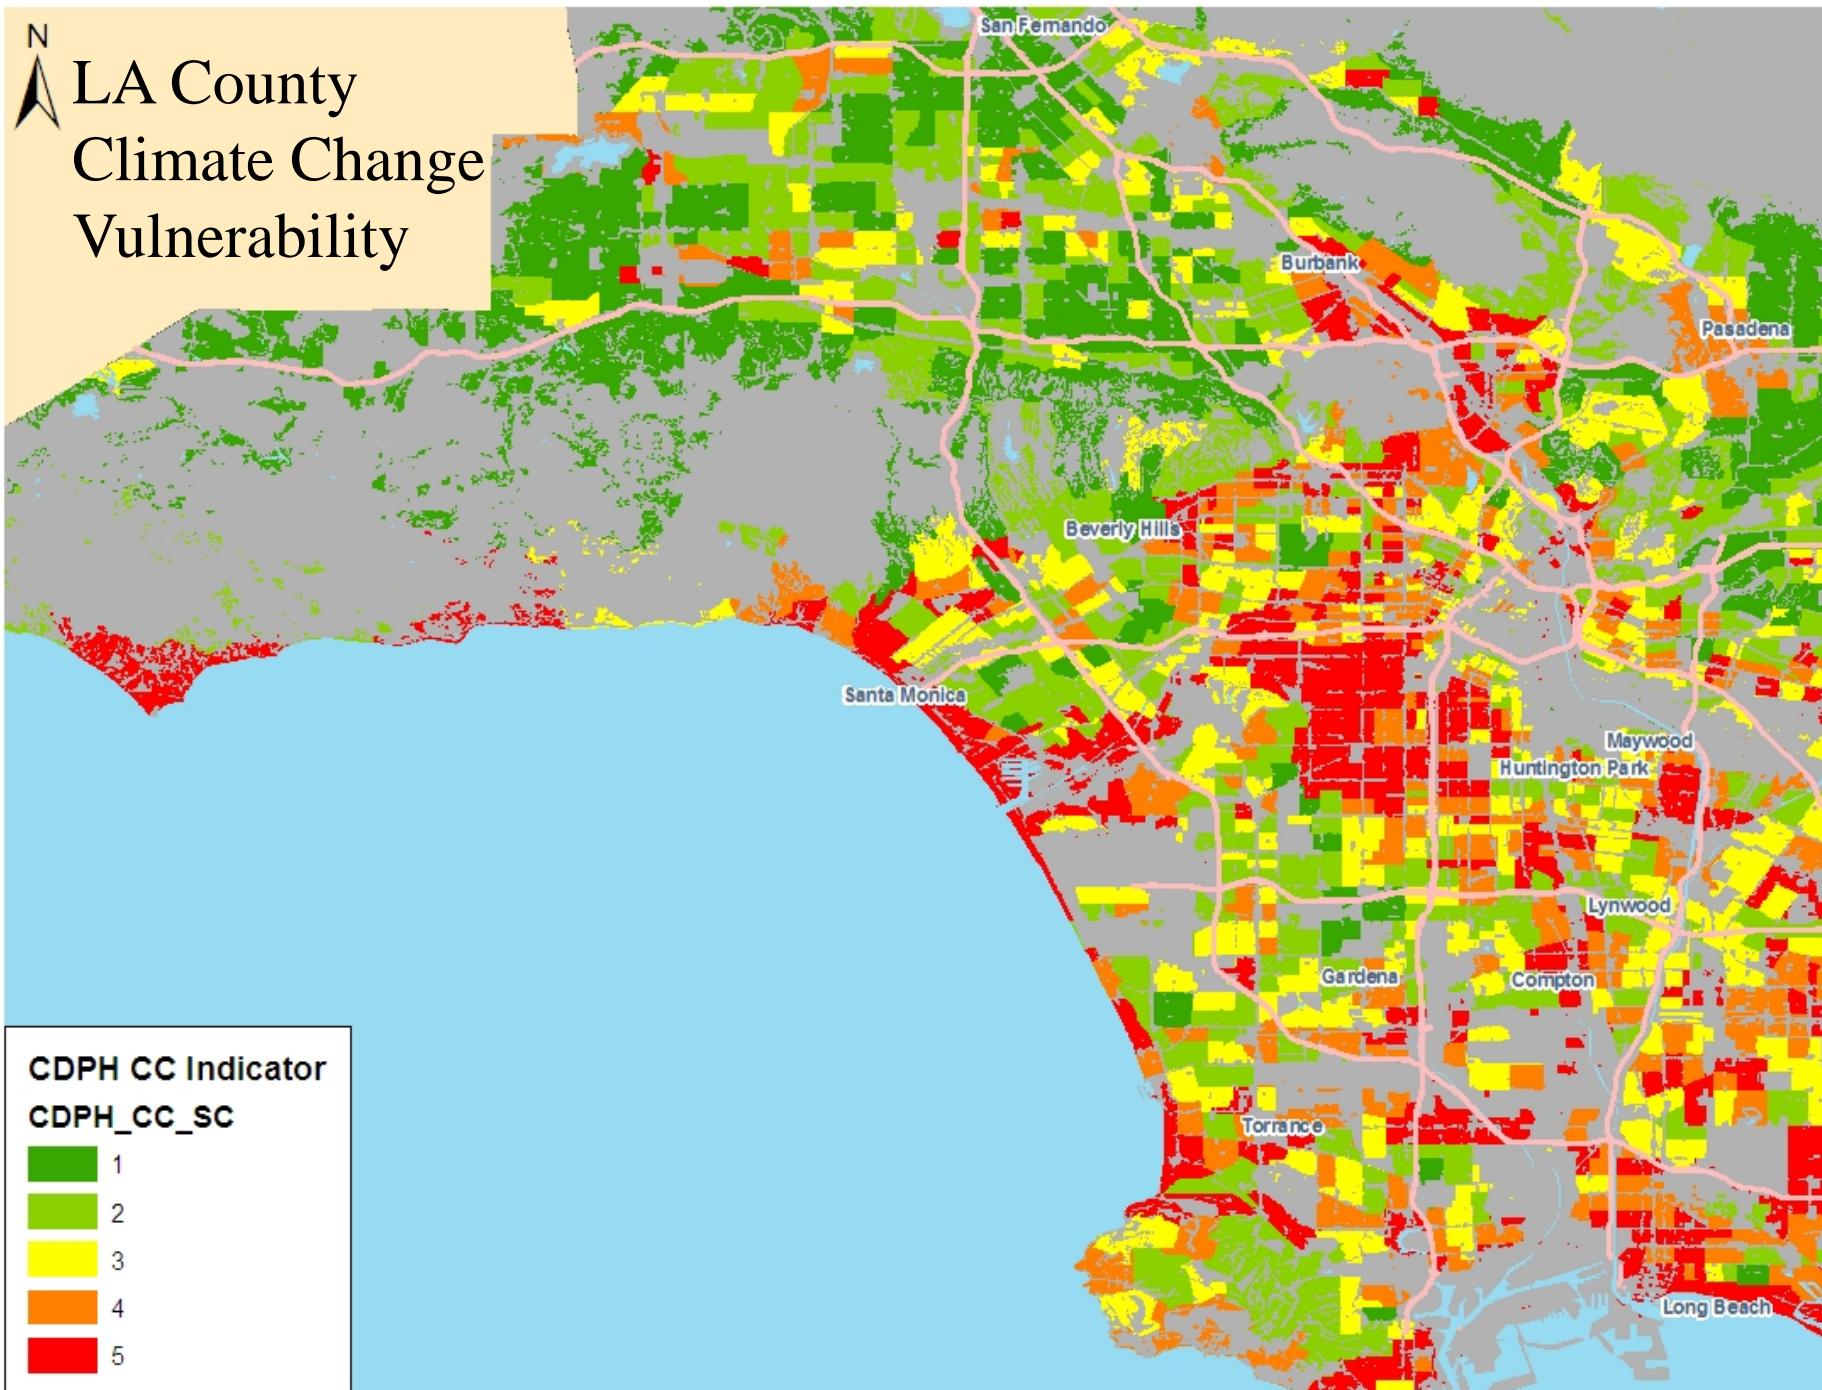 N
LA County
Climate Change
Vulnerability
San Fernando
Burbank
Pasadena
Beverly Hills
Santa Monica
Maywood
Huntington Park
Lynwood
Gardena
Compton
Torrance
Long Beach
CDPH CC Indicator
CDPH_CC_SC
1
2
3
4
5